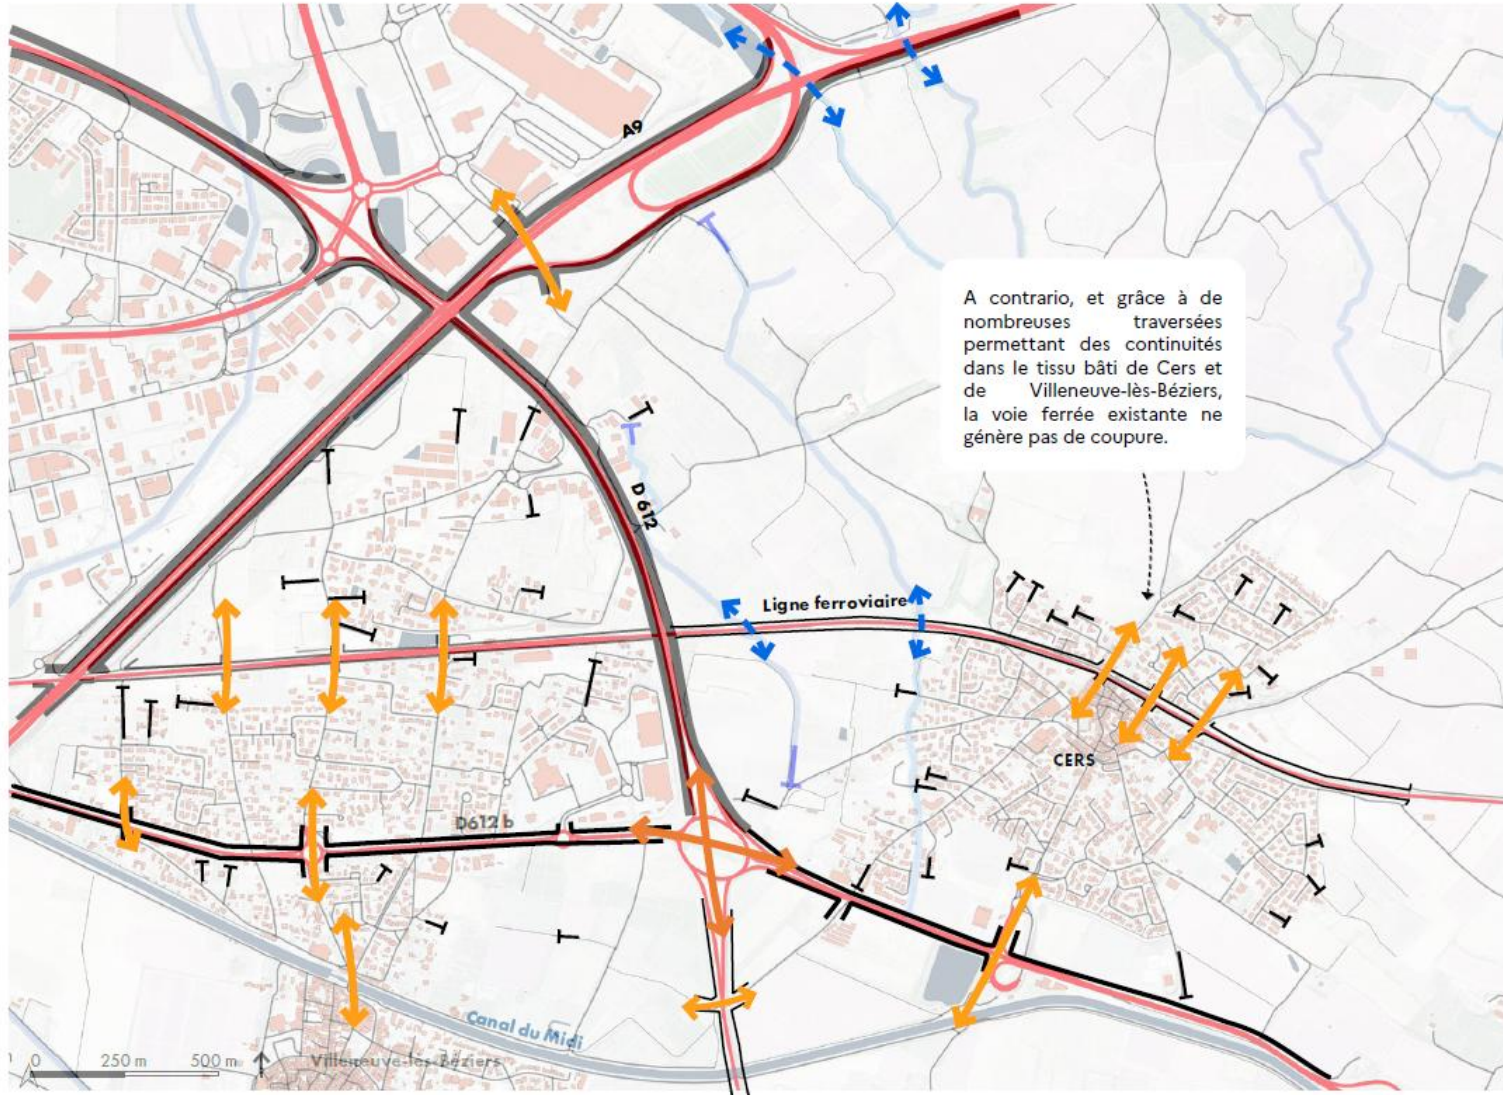 A9
A contrario, et grâce à de
nombreuses traversées
permettant des continuités
dans le tissu bâti de Cers et
de Villeneuve-lès-Béziers,
la voie ferrée existante ne
génère pas de coupure.
D 612
Ligne ferroviaire
CERS
D612 b
Canal du Midi
0 250 m 500 m
Villeneuve-lès-Béziers